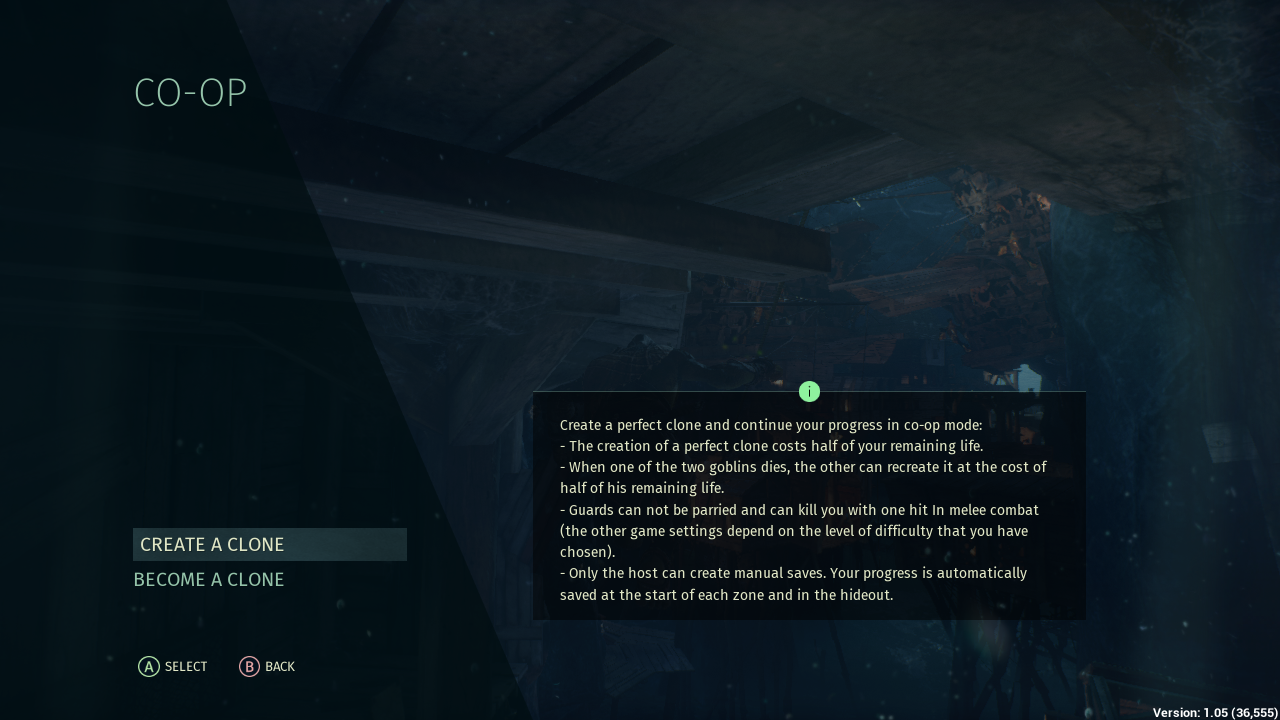 CO-OP
i
Create a perfect clone and continue your progress in co-op mode:
- The creation of a perfect clone costs half of your remaining life.
- When one of the two goblins dies, the other can recreate it at the cost of
half of his remaining life.
- Guards can not be parried and can kill you with one hit In melee combat
(the other game settings depend on the level of difficulty that you have
chosen).
- Only the host can create manual saves. Your progress is automatically
saved at the start of each zone and in the hideout.
CREATE A CLONE
BECOME A CLONE
A SELECT B BACK
Version: 1.05 (36,555)